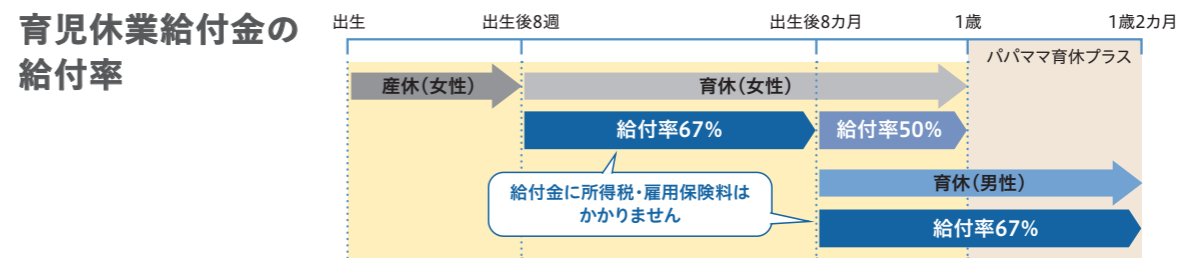 育児休業給付金の
給付率
出生
出生後8週
出生後8カ月
1歳
1歳2カ月
パパママ育休プラス
産休(女性)
育休(女性)
給付率67%
給付率50%
給付金に所得税・雇用保険料は
かかりません
育休(男性)
給付率67%